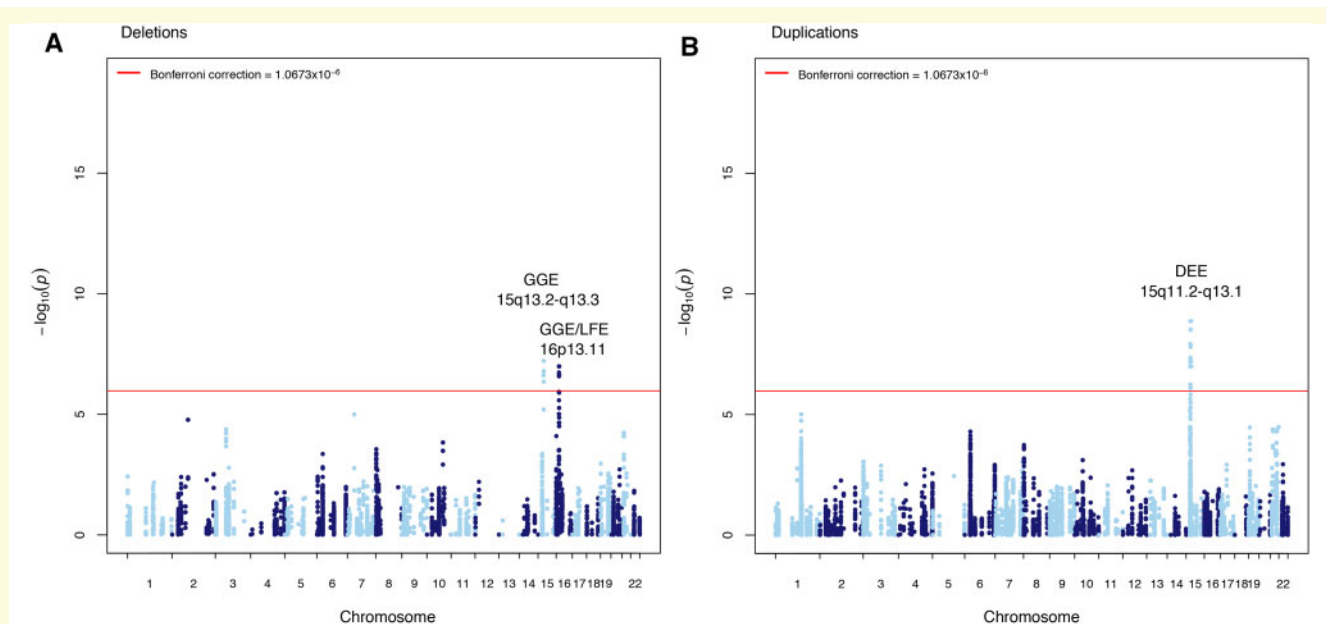 A
Deletions
Bonferroni correction = 1.0673x10⁻⁶
15
10
5
0
−log₁₀(p)
GGE
15q13.2-q13.3
GGE/LFE
16p13.11
1 2 3 4 5 6 7 8 9 10 11 12 13 14 15 16 17 18 19 22
Chromosome
B
Duplications
Bonferroni correction = 1.0673x10⁻⁶
15
10
5
0
−log₁₀(p)
DEE
15q11.2-q13.1
1 2 3 4 5 6 7 8 9 10 11 12 13 14 15 16 17 18 19 22
Chromosome